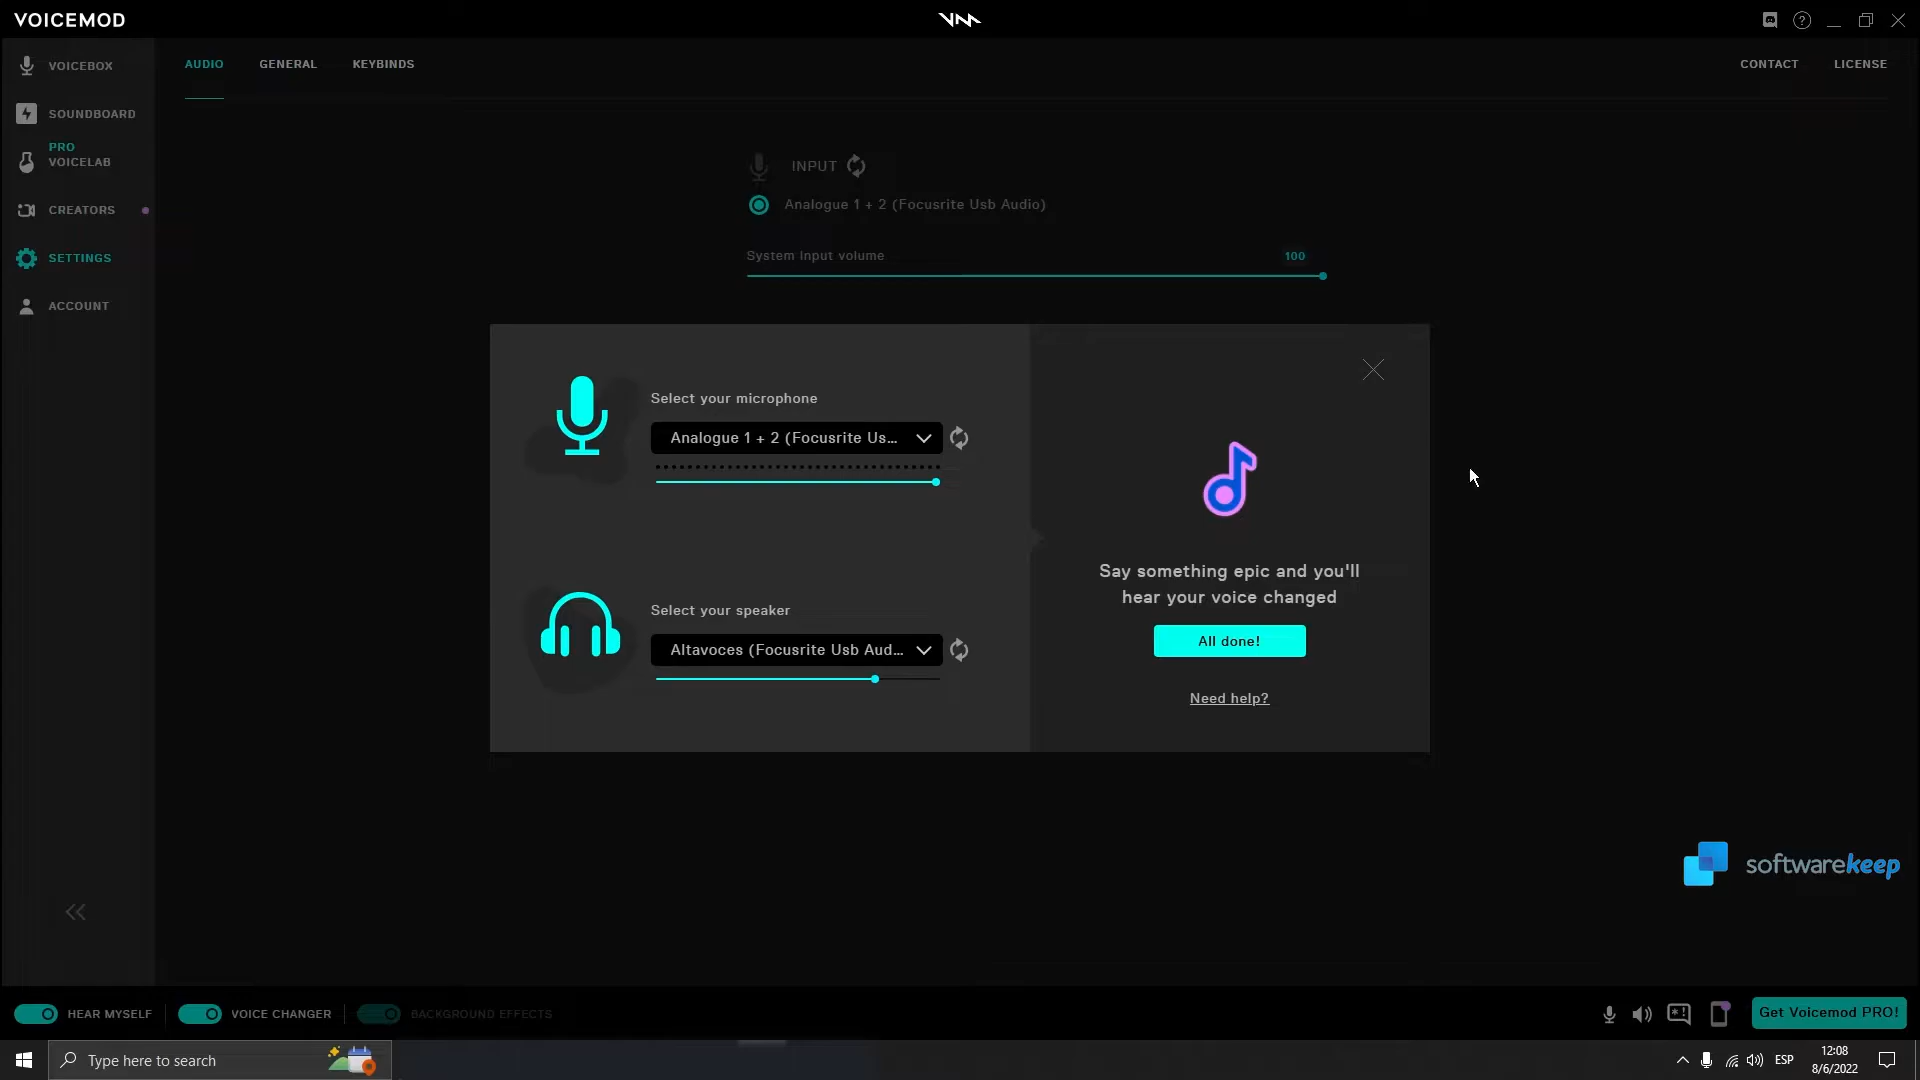 VOICEMOD
VOICEBOX
SOUNDBOARD
PRO
VOICELAB
CREATORS
SETTINGS
ACCOUNT
AUDIO GENERAL KEYBINDS
CONTACT LICENSE
INPUT
Analogue 1 + 2 (Focusrite Usb Audio)
System input volume 100
Select your microphone
Analogue 1 + 2 (Focusrite Us...
Select your speaker
Altavoces (Focusrite Usb Aud...
Say something epic and you'll
hear your voice changed
All done!
Need help?
softwarekeep
HEAR MYSELF VOICE CHANGER BACKGROUND EFFECTS
Get Voicemod PRO!
Type here to search
ESP
12:08
8/6/2022